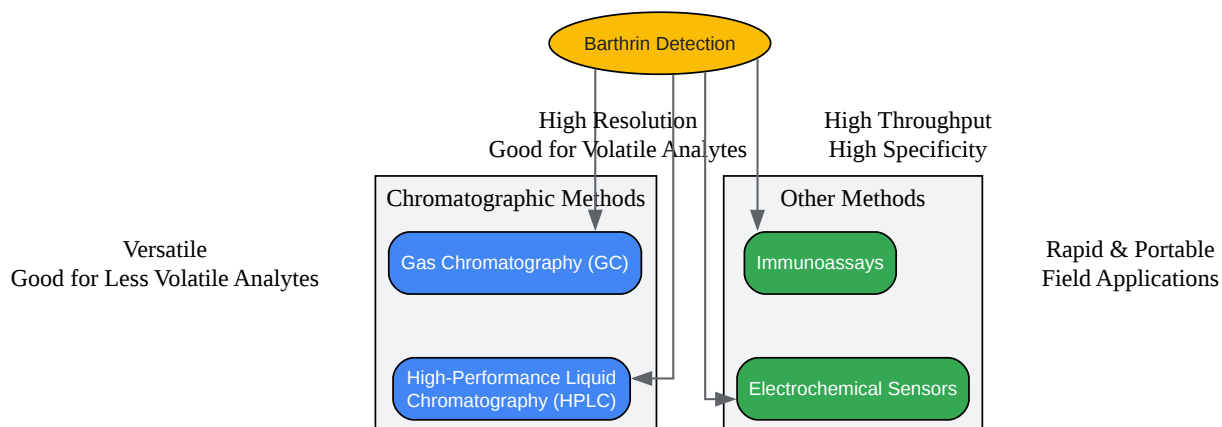 Barthrin Detection
High Resolution
Good for Volatile Analytes
High Throughput
High Specificity
Chromatographic Methods
Other Methods
Versatile
Good for Less Volatile Analytes
Gas Chromatography (GC)
Immunoassays
Rapid & Portable
Field Applications
High-Performance Liquid
Chromatography (HPLC)
Electrochemical Sensors